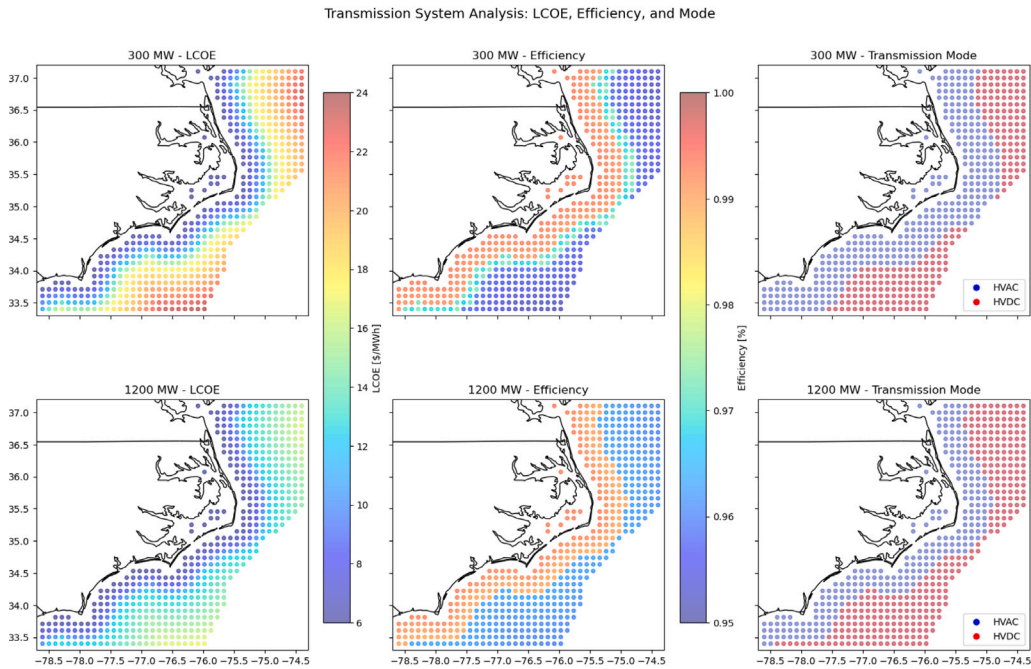 Transmission System Analysis: LCOE, Efficiency, and Mode
300 MW - LCOE
300 MW - Efficiency
300 MW - Transmission Mode
37.0
36.5
36.0
35.5
35.0
34.5
34.0
33.5
24
22
20
18
16
14
12
10
8
6
LCOE [$/MWh]
1.00
0.99
0.98
0.97
0.96
0.95
Efficiency [%]
HVAC
HVDC
1200 MW - LCOE
1200 MW - Efficiency
1200 MW - Transmission Mode
37.0
36.5
36.0
35.5
35.0
34.5
34.0
33.5
HVAC
HVDC
−78.5 −78.0 −77.5 −77.0 −76.5 −76.0 −75.5 −75.0 −74.5
−78.5 −78.0 −77.5 −77.0 −76.5 −76.0 −75.5 −75.0 −74.5
−78.5 −78.0 −77.5 −77.0 −76.5 −76.0 −75.5 −75.0 −74.5